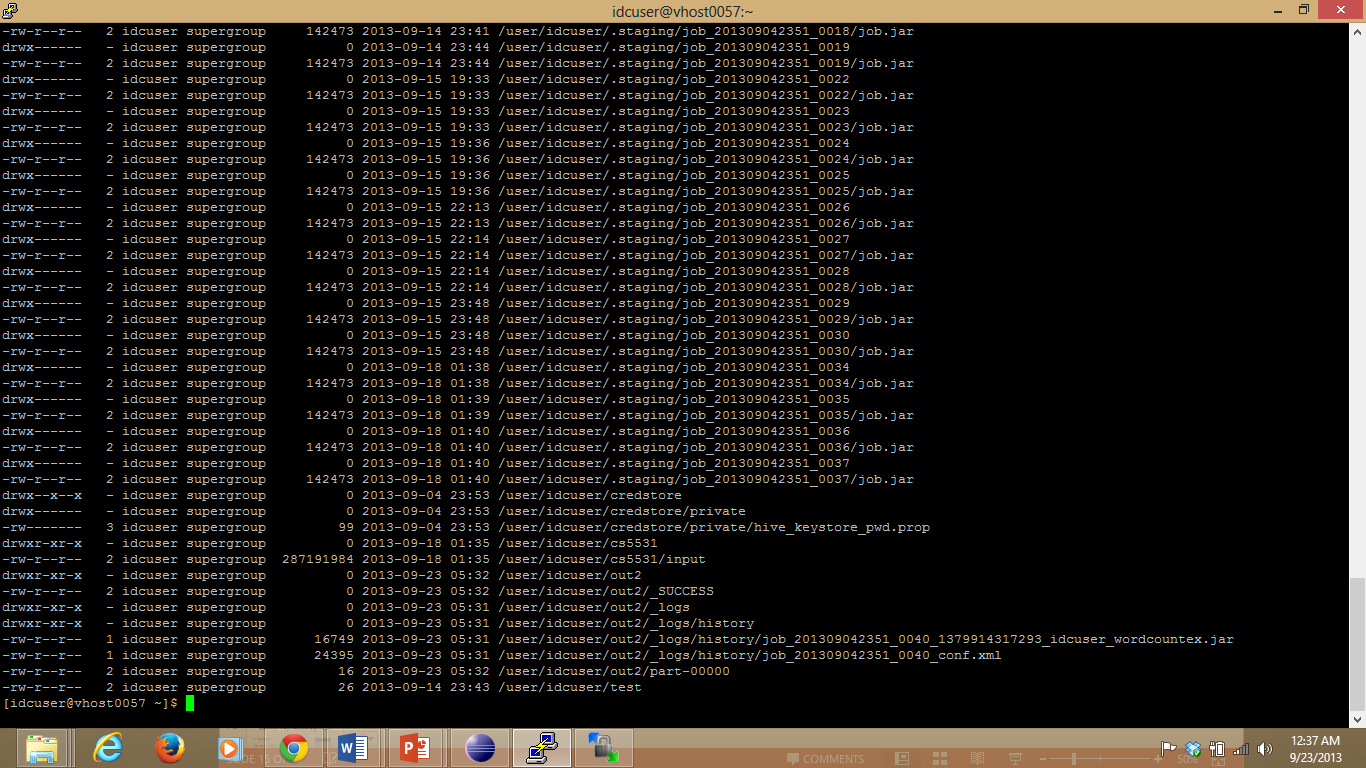 idcuser@vhost0057:~
-rw-r--r-- 2 idcuser supergroup 142473 2013-09-14 23:41 /user/idcuser/.staging/job_201309042351_0018/job.jar
drwx------ - idcuser supergroup 0 2013-09-14 23:44 /user/idcuser/.staging/job_201309042351_0019
-rw-r--r-- 2 idcuser supergroup 142473 2013-09-14 23:44 /user/idcuser/.staging/job_201309042351_0019/job.jar
drwx------ - idcuser supergroup 0 2013-09-15 19:33 /user/idcuser/.staging/job_201309042351_0022
-rw-r--r-- 2 idcuser supergroup 142473 2013-09-15 19:33 /user/idcuser/.staging/job_201309042351_0022/job.jar
drwx------ - idcuser supergroup 0 2013-09-15 19:33 /user/idcuser/.staging/job_201309042351_0023
-rw-r--r-- 2 idcuser supergroup 142473 2013-09-15 19:33 /user/idcuser/.staging/job_201309042351_0023/job.jar
drwx------ - idcuser supergroup 0 2013-09-15 19:36 /user/idcuser/.staging/job_201309042351_0024
-rw-r--r-- 2 idcuser supergroup 142473 2013-09-15 19:36 /user/idcuser/.staging/job_201309042351_0024/job.jar
drwx------ - idcuser supergroup 0 2013-09-15 19:36 /user/idcuser/.staging/job_201309042351_0025
-rw-r--r-- 2 idcuser supergroup 142473 2013-09-15 19:36 /user/idcuser/.staging/job_201309042351_0025/job.jar
drwx------ - idcuser supergroup 0 2013-09-15 22:13 /user/idcuser/.staging/job_201309042351_0026
-rw-r--r-- 2 idcuser supergroup 142473 2013-09-15 22:13 /user/idcuser/.staging/job_201309042351_0026/job.jar
drwx------ - idcuser supergroup 0 2013-09-15 22:14 /user/idcuser/.staging/job_201309042351_0027
-rw-r--r-- 2 idcuser supergroup 142473 2013-09-15 22:14 /user/idcuser/.staging/job_201309042351_0027/job.jar
drwx------ - idcuser supergroup 0 2013-09-15 22:14 /user/idcuser/.staging/job_201309042351_0028
-rw-r--r-- 2 idcuser supergroup 142473 2013-09-15 22:14 /user/idcuser/.staging/job_201309042351_0028/job.jar
drwx------ - idcuser supergroup 0 2013-09-15 23:48 /user/idcuser/.staging/job_201309042351_0029
-rw-r--r-- 2 idcuser supergroup 142473 2013-09-15 23:48 /user/idcuser/.staging/job_201309042351_0029/job.jar
drwx------ - idcuser supergroup 0 2013-09-15 23:48 /user/idcuser/.staging/job_201309042351_0030
-rw-r--r-- 2 idcuser supergroup 142473 2013-09-15 23:48 /user/idcuser/.staging/job_201309042351_0030/job.jar
drwx------ - idcuser supergroup 0 2013-09-18 01:38 /user/idcuser/.staging/job_201309042351_0034
-rw-r--r-- 2 idcuser supergroup 142473 2013-09-18 01:38 /user/idcuser/.staging/job_201309042351_0034/job.jar
drwx------ - idcuser supergroup 0 2013-09-18 01:39 /user/idcuser/.staging/job_201309042351_0035
-rw-r--r-- 2 idcuser supergroup 142473 2013-09-18 01:39 /user/idcuser/.staging/job_201309042351_0035/job.jar
drwx------ - idcuser supergroup 0 2013-09-18 01:40 /user/idcuser/.staging/job_201309042351_0036
-rw-r--r-- 2 idcuser supergroup 142473 2013-09-18 01:40 /user/idcuser/.staging/job_201309042351_0036/job.jar
drwx------ - idcuser supergroup 0 2013-09-18 01:40 /user/idcuser/.staging/job_201309042351_0037
-rw-r--r-- 2 idcuser supergroup 142473 2013-09-18 01:40 /user/idcuser/.staging/job_201309042351_0037/job.jar
drwx--x--x - idcuser supergroup 0 2013-09-04 23:53 /user/idcuser/credstore
drwx------ - idcuser supergroup 0 2013-09-04 23:53 /user/idcuser/credstore/private
-rw------- 3 idcuser supergroup 99 2013-09-04 23:53 /user/idcuser/credstore/private/hive_keystore_pwd.prop
drwxr-xr-x - idcuser supergroup 0 2013-09-18 01:35 /user/idcuser/cs5531
-rw-r--r-- 2 idcuser supergroup 287191984 2013-09-18 01:35 /user/idcuser/cs5531/input
drwxr-xr-x - idcuser supergroup 0 2013-09-23 05:32 /user/idcuser/out2
-rw-r--r-- 2 idcuser supergroup 0 2013-09-23 05:32 /user/idcuser/out2/_SUCCESS
drwxr-xr-x - idcuser supergroup 0 2013-09-23 05:31 /user/idcuser/out2/_logs
drwxr-xr-x - idcuser supergroup 0 2013-09-23 05:31 /user/idcuser/out2/_logs/history
-rw-r--r-- 1 idcuser supergroup 16749 2013-09-23 05:31 /user/idcuser/out2/_logs/history/job_201309042351_0040_1379914317293_idcuser_wordcountex.jar
-rw-r--r-- 1 idcuser supergroup 24395 2013-09-23 05:31 /user/idcuser/out2/_logs/history/job_201309042351_0040_conf.xml
-rw-r--r-- 2 idcuser supergroup 16 2013-09-23 05:32 /user/idcuser/out2/part-00000
-rw-r--r-- 2 idcuser supergroup 26 2013-09-14 23:43 /user/idcuser/test
[idcuser@vhost0057 ~]$
COMMENTS
50%
12:37 AM
9/23/2013